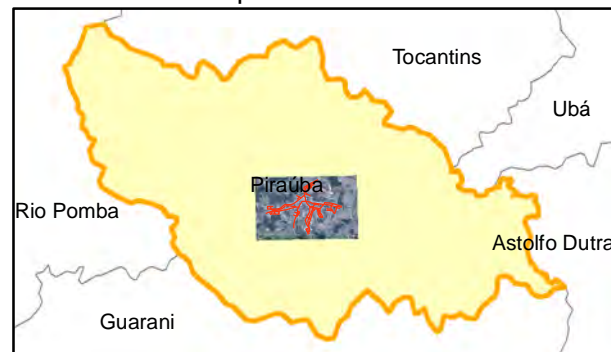 Tocantins
Ubá
Piraúba
Rio Pomba
Astolfo Dutra
Guarani